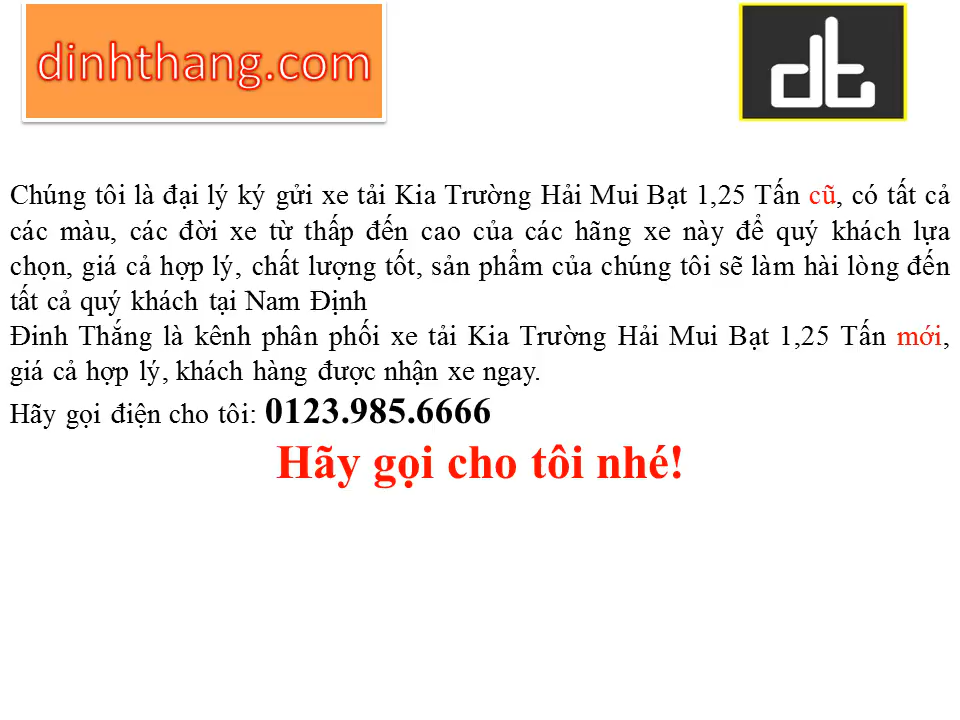 dinhthang.com
dt
Chúng tôi là đại lý ký gửi xe tải Kia Trường Hải Mui Bạt 1,25 Tấn cũ, có tất cả
các màu, các đời xe từ thấp đến cao của các hãng xe này để quý khách lựa
chọn, giá cả hợp lý, chất lượng tốt, sản phẩm của chúng tôi sẽ làm hài lòng đến
tất cả quý khách tại Nam Định
Đinh Thắng là kênh phân phối xe tải Kia Trường Hải Mui Bạt 1,25 Tấn mới,
giá cả hợp lý, khách hàng được nhận xe ngay.
Hãy gọi điện cho tôi: 0123.985.6666
Hãy gọi cho tôi nhé!